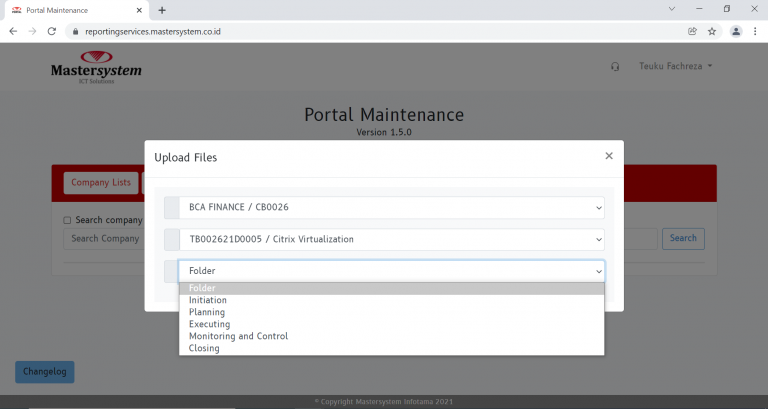 Portal Maintenance
reportingservices.mastersystem.co.id
Mastersystem
ICT Solutions
Teuku Fachreza
Portal Maintenance
Version 1.5.0
Upload Files
Company Lists
BCA FINANCE / CB0026
Search company
Search Company
TB002621D0005 / Citrix Virtualization
Search
Folder
Folder
Initiation
Planning
Executing
Monitoring and Control
Closing
Changelog
© Copyright Mastersystem Infotama 2021